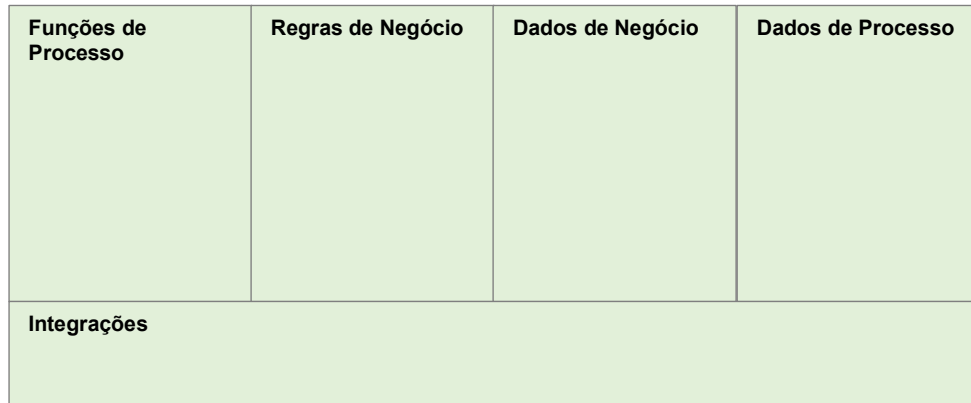 Funções de
Processo
Regras de Negócio
Dados de Negócio
Dados de Processo
Integrações